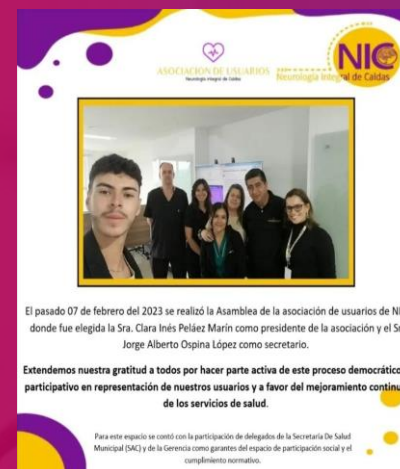 ASOCIACION DE USUARIOS
Neumología Integral de Caldas
NIC
Neumología Integral de Caldas
El pasado 07 de febrero del 2023 se realizó la Asamblea de la asociación de usuarios de NI
donde fue elegida la Sra. Clara Inés Peláez Marín como presidente de la asociación y el Sr
Jorge Alberto Ospina López como secretario.
Extendemos nuestra gratitud a todos por hacer parte activa de este proceso democrático
participativo en representación de nuestros usuarios y a favor del mejoramiento continu
de los servicios de salud.
Para este espacio se contó con la participación de delegados de la Secretaría De Salud
Municipal (SAC) y de la Gerencia como garantes del espacio de participación social y el
cumplimiento normativo.